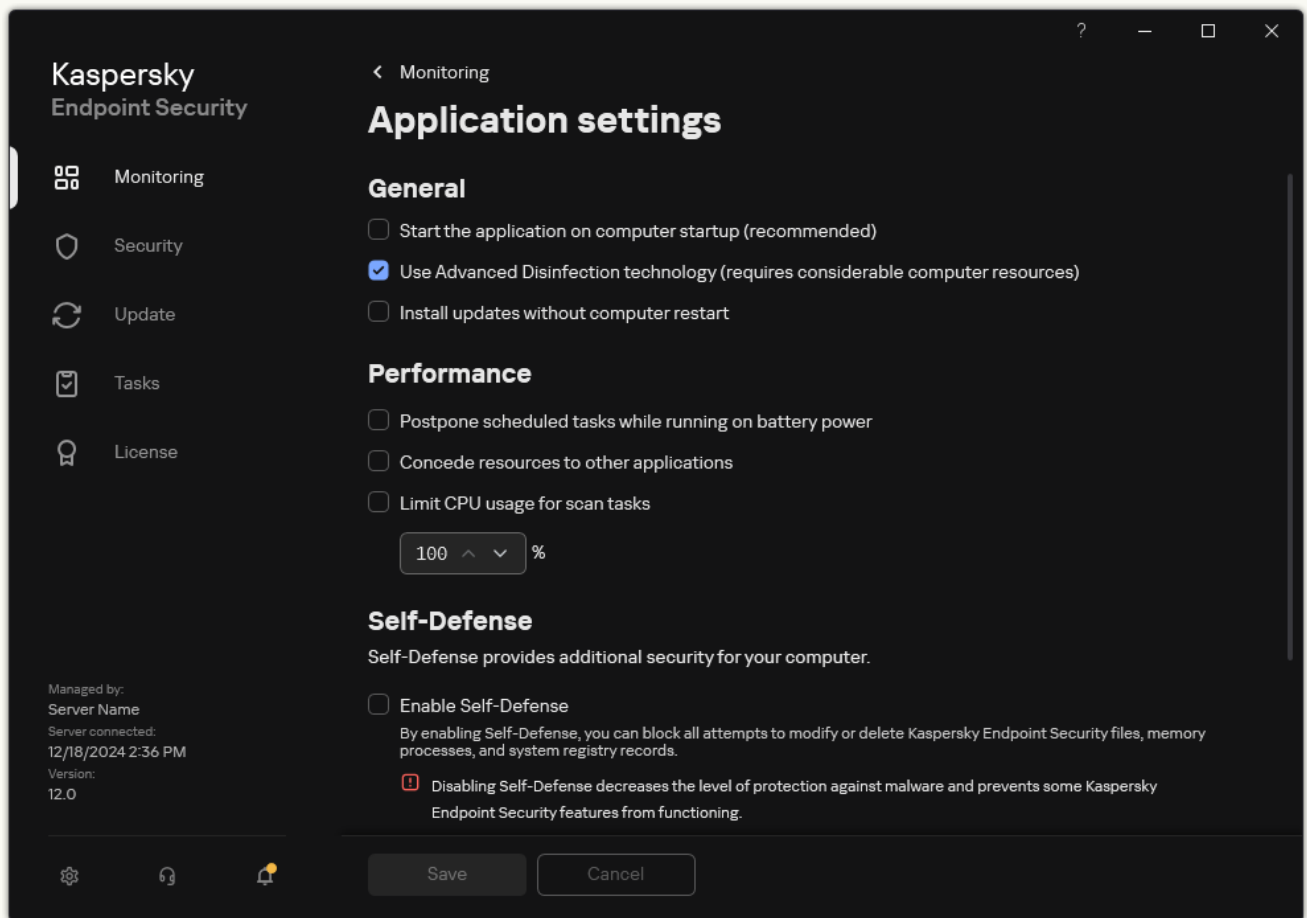 ?
Kaspersky
Endpoint Security
Monitoring
Security
Update
Tasks
License
Managed by:
Server Name
Server connected:
12/18/2024 2:36 PM
Version:
12.0
Monitoring
Application settings
General
Start the application on computer startup (recommended)
Use Advanced Disinfection technology (requires considerable computer resources)
Install updates without computer restart
Performance
Postpone scheduled tasks while running on battery power
Concede resources to other applications
Limit CPU usage for scan tasks
100 %
Self-Defense
Self-Defense provides additional security for your computer.
Enable Self-Defense
By enabling Self-Defense, you can block all attempts to modify or delete Kaspersky Endpoint Security files, memory
processes, and system registry records.
Disabling Self-Defense decreases the level of protection against malware and prevents some Kaspersky
Endpoint Security features from functioning.
Save
Cancel